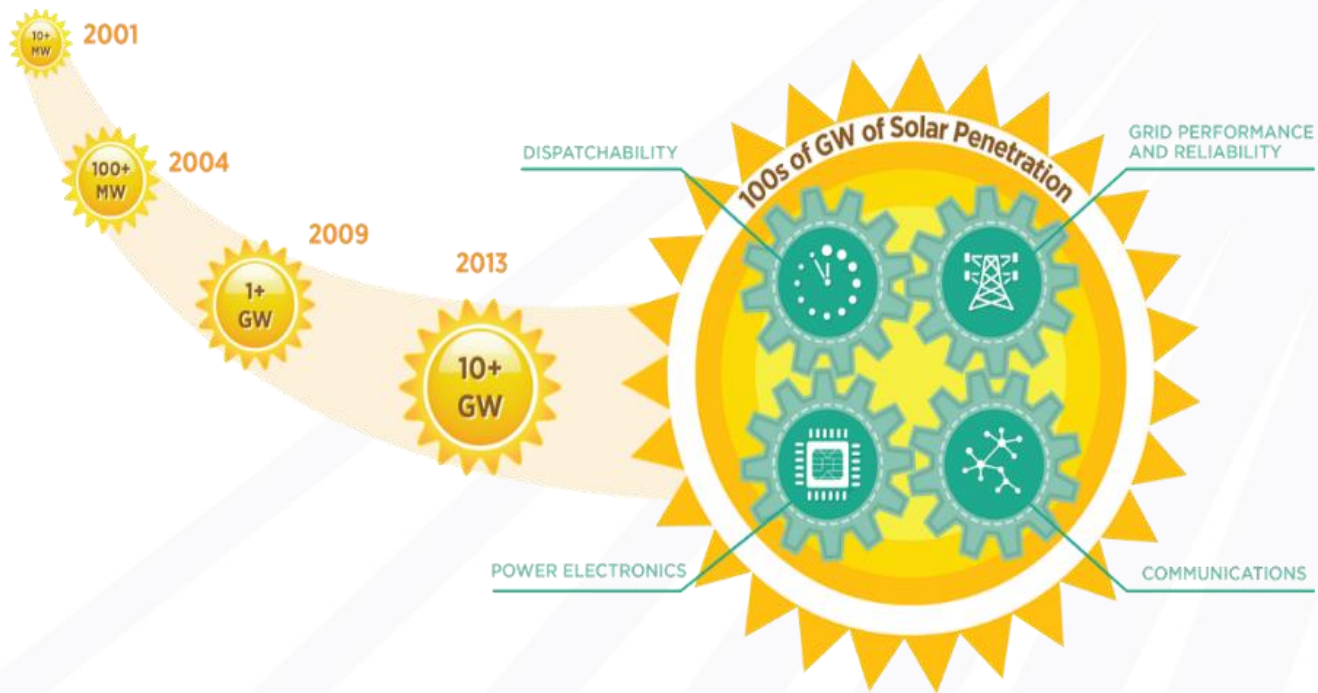 10+
MW
2001
100+
MW
2004
1+
GW
2009
10+
GW
2013
100s of GW of Solar Penetration
DISPATCHABILITY
GRID PERFORMANCE
AND RELIABILITY
POWER ELECTRONICS
COMMUNICATIONS